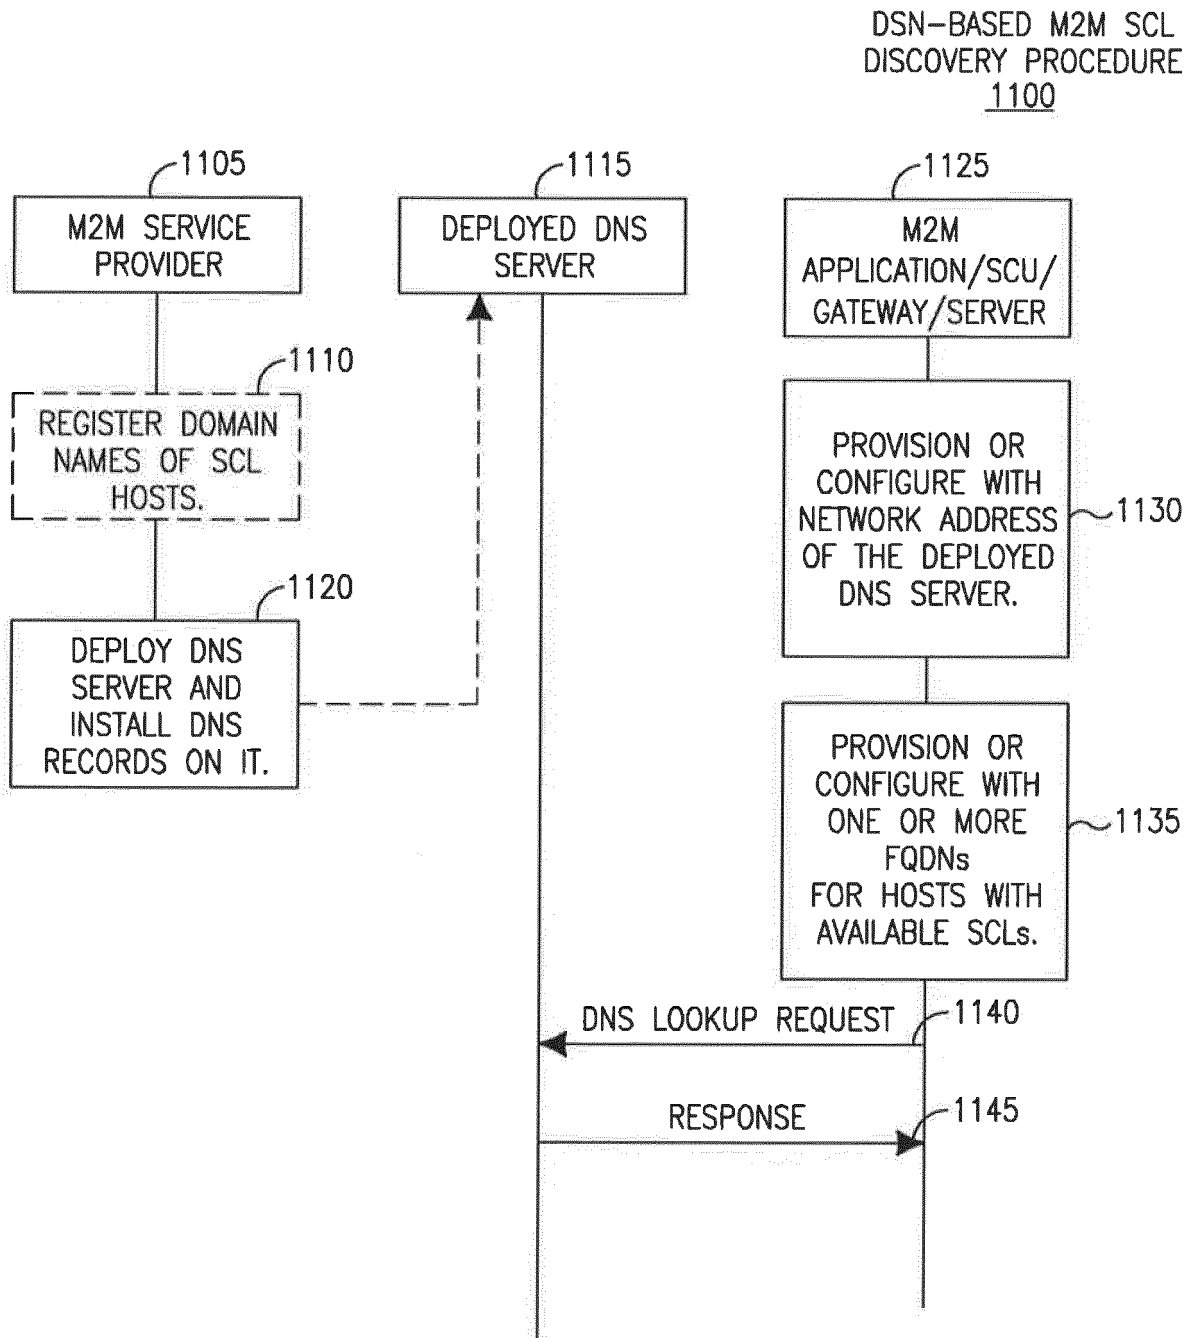 DSN-BASED M2M SCL
DISCOVERY PROCEDURE
1100
1105
M2M SERVICE
PROVIDER
1115
DEPLOYED DNS
SERVER
1125
M2M
APPLICATION/SCU/
GATEWAY/SERVER
1110
REGISTER DOMAIN
NAMES OF SCL
HOSTS.
1120
DEPLOY DNS
SERVER AND
INSTALL DNS
RECORDS ON IT.
PROVISION OR
CONFIGURE WITH
NETWORK ADDRESS
OF THE DEPLOYED
DNS SERVER.
1130
PROVISION OR
CONFIGURE WITH
ONE OR MORE
FQDNs
FOR HOSTS WITH
AVAILABLE SCLs.
1135
DNS LOOKUP REQUEST
1140
RESPONSE
1145